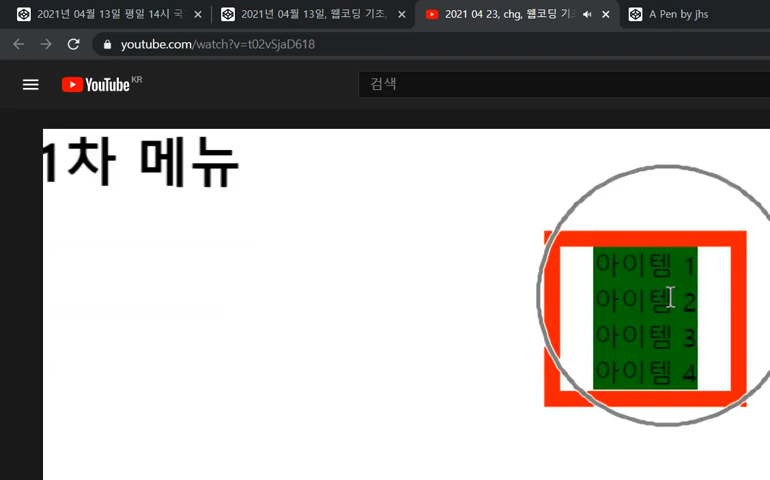 2021년 04월 13일 평일 14시 국
2021년 04월 13일, 웹코딩 기초,
2021 04 23, chg, 웹코딩 기초
A Pen by jhs
youtube.com/watch?v=t02vSjaD618
YouTube KR
검색
1차 메뉴
아이템 1
아이템 2
아이템 3
아이템 4